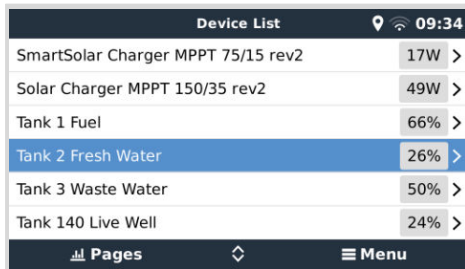 Device List 09:34
SmartSolar Charger MPPT 75/15 rev2 17W
Solar Charger MPPT 150/35 rev2 49W
Tank 1 Fuel 66%
Tank 2 Fresh Water 26%
Tank 3 Waste Water 50%
Tank 140 Live Well 24%
Pages Menu